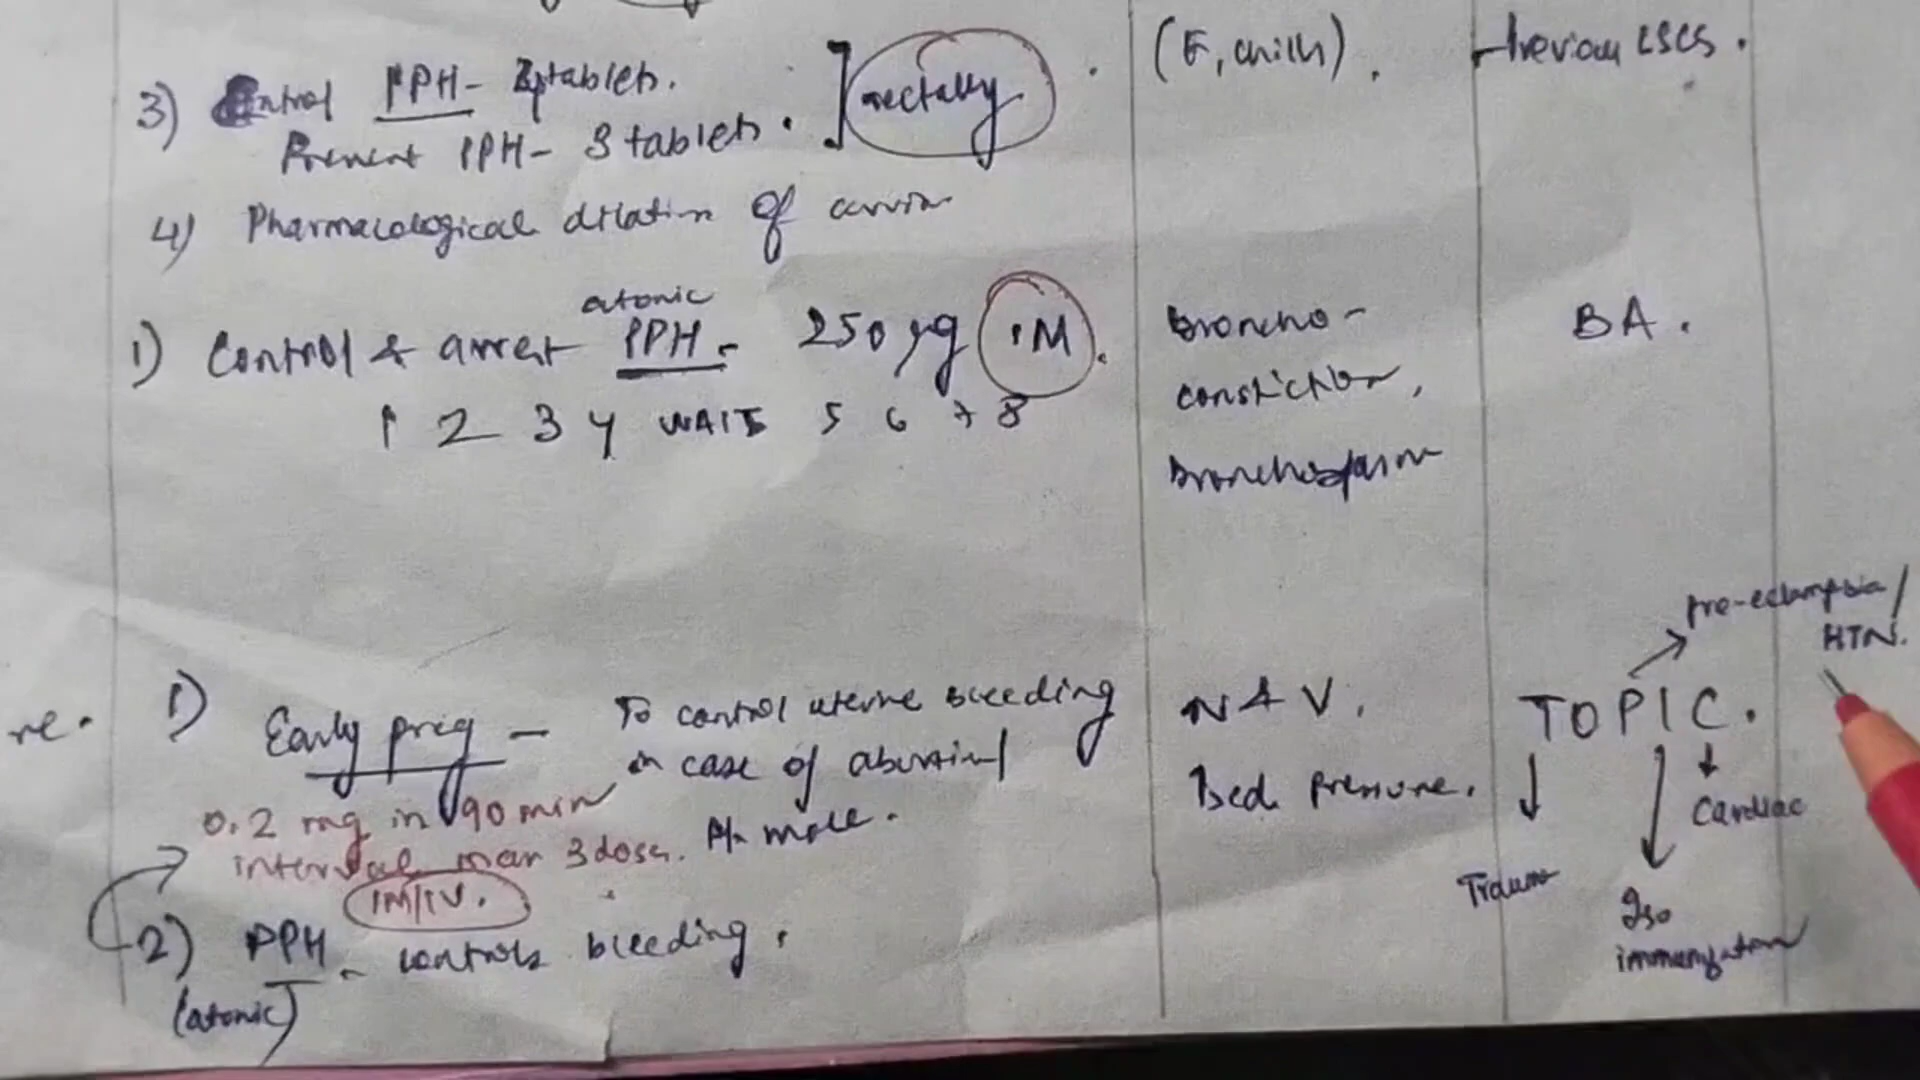 3) Control PPH - 4 tablets.
Prevent PPH - 3 tablets.
] rectally.
(F, chills).
Previous LSCS.
4) Pharmacological dilation of cervix
1) Control & arrest atonic PPH - 250 µg IM.
1 2 3 4 WAIT 5 6 7 8
Broncho-
constriction,
Bronchospasm
BA.
re.
1) Early preg - To control uterine bleeding
in case of abortion/
H. mole.
0.2 mg in 90 min
interval max 3 doses.
IM/IV.
2) PPH - controls bleeding.
(atonic)
N & V.
Bld. pressure.
Pre-eclampsia/
HTN.
TOPIC.
Cardiac
Trauma
Iso
immunization